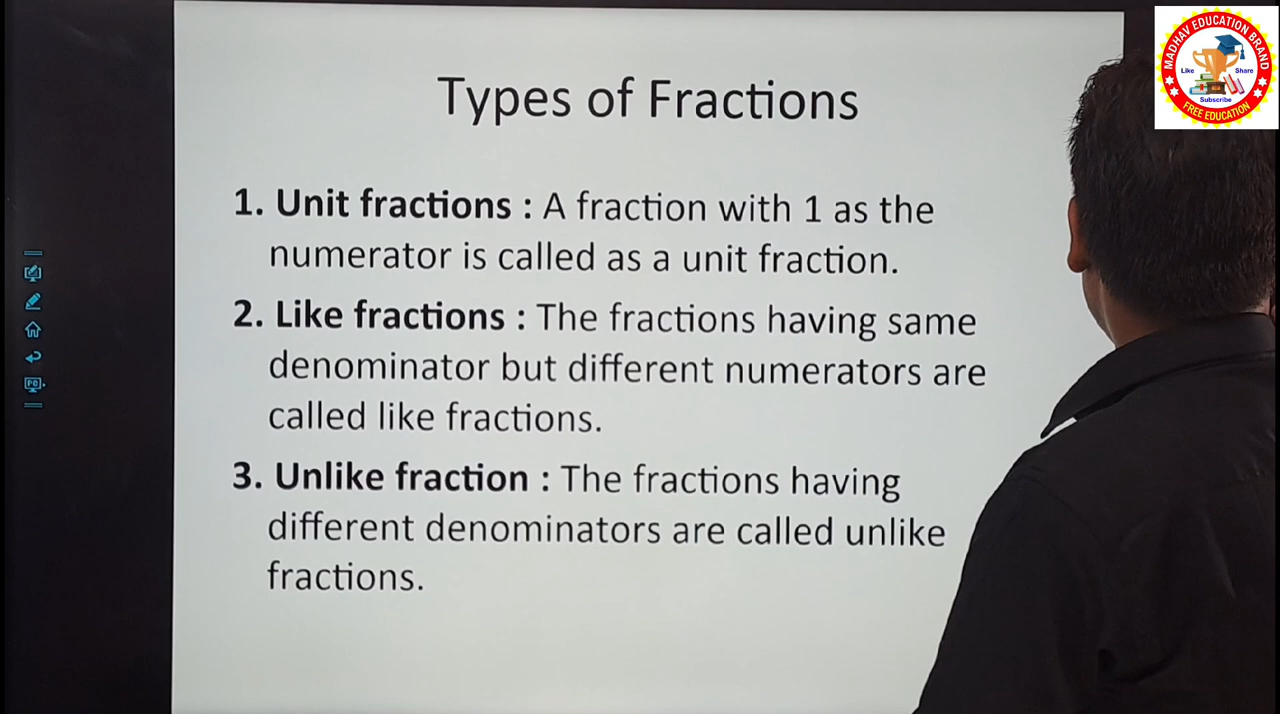 Types of Fractions
1. Unit fractions : A fraction with 1 as the
numerator is called as a unit fraction.
2. Like fractions : The fractions having same
denominator but different numerators are
called like fractions.
3. Unlike fraction : The fractions having
different denominators are called unlike
fractions.
MADHAV EDUCATION BRAND
Like Share
Subscribe
FREE EDUCATION
PC